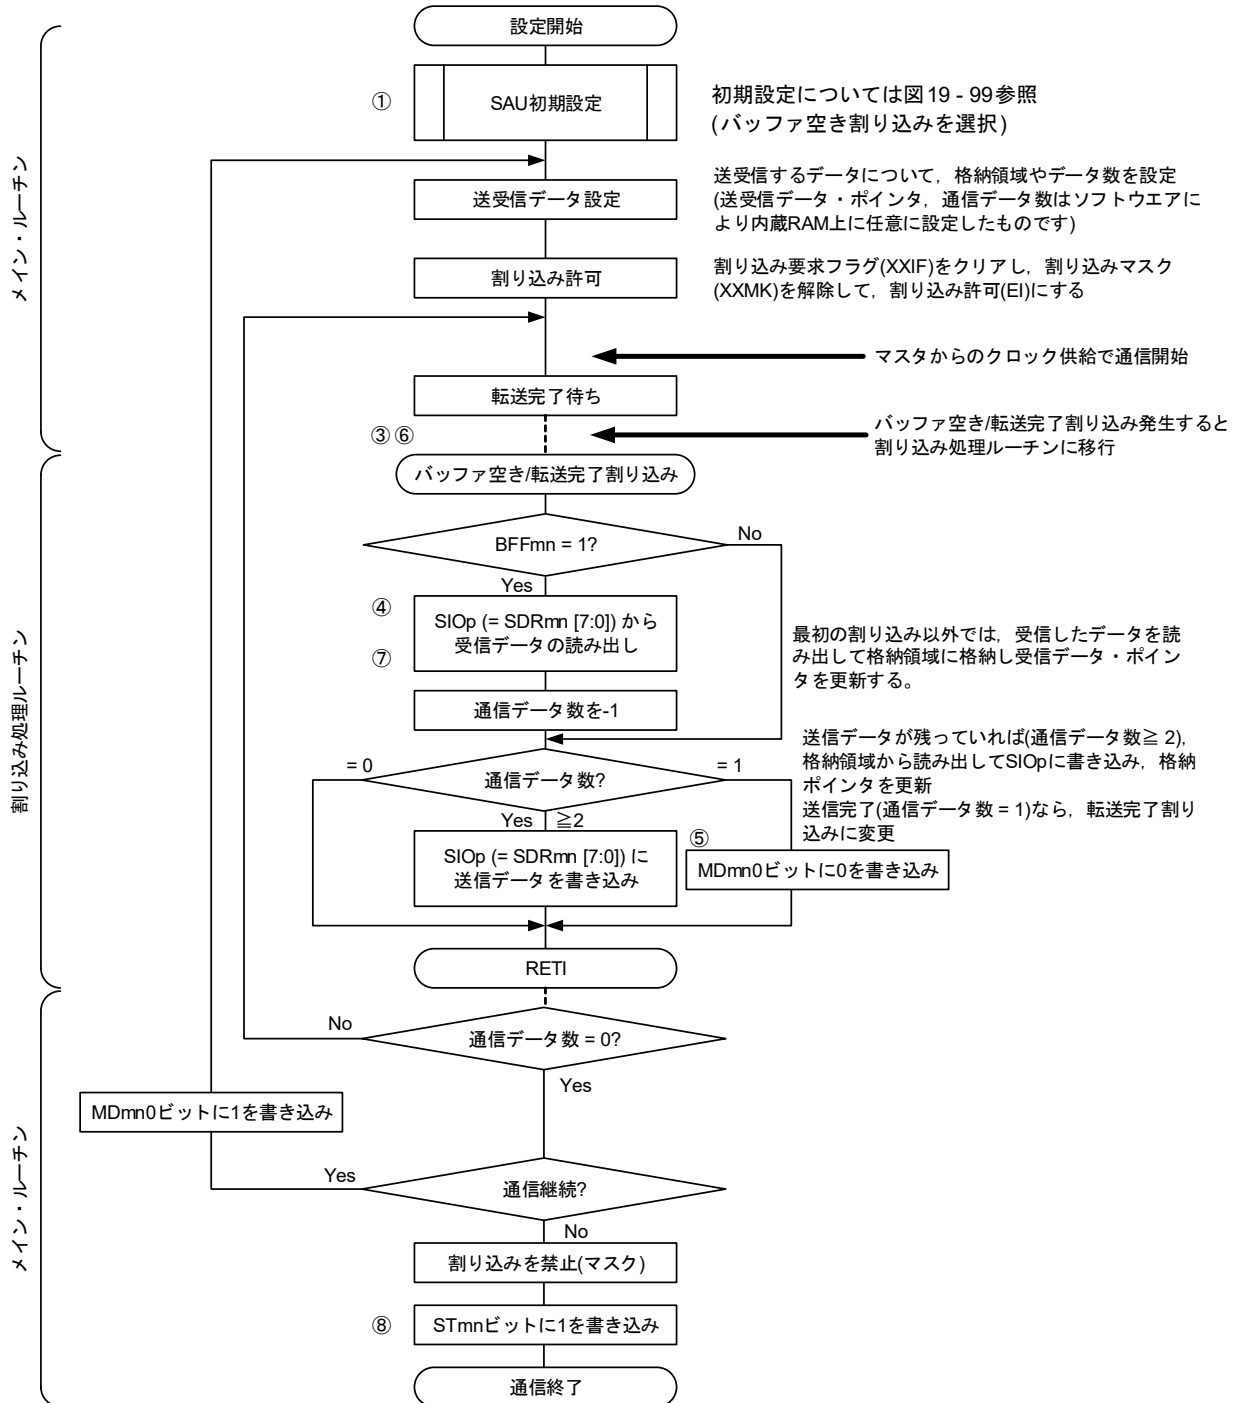 設定開始
①
SAU初期設定
初期設定については図19 - 99参照
(バッファ空き割り込みを選択)
メイン・ルーチン
送受信データ設定
送受信するデータについて，格納領域やデータ数を設定
(送受信データ・ポインタ，通信データ数はソフトウエアに
より内蔵RAM上に任意に設定したものです)
割り込み許可
割り込み要求フラグ(XXIF)をクリアし，割り込みマスク
(XXMK)を解除して，割り込み許可(EI)にする
マスタからのクロック供給で通信開始
転送完了待ち
③⑥
バッファ空き/転送完了割り込み発生すると
割り込み処理ルーチンに移行
バッファ空き/転送完了割り込み
割り込み処理ルーチン
BFFmn = 1?
No
Yes
④
SIOp (= SDRmn [7:0]) から
受信データの読み出し
⑦
最初の割り込み以外では，受信したデータを読
み出して格納領域に格納し受信データ・ポイン
タを更新する。
通信データ数を-1
送信データが残っていれば(通信データ数≧ 2),
格納領域から読み出してSIOpに書き込み，格納
ポインタを更新
送信完了(通信データ数 = 1)なら，転送完了割り
込みに変更
= 0
通信データ数?
= 1
Yes ≧2
⑤
SIOp (= SDRmn [7:0]) に
送信データを書き込み
MDmn0ビットに0を書き込み
RETI
No
通信データ数 = 0?
Yes
MDmn0ビットに1を書き込み
メイン・ルーチン
Yes
通信継続?
No
割り込みを禁止(マスク)
⑧
STmnビットに1を書き込み
通信終了